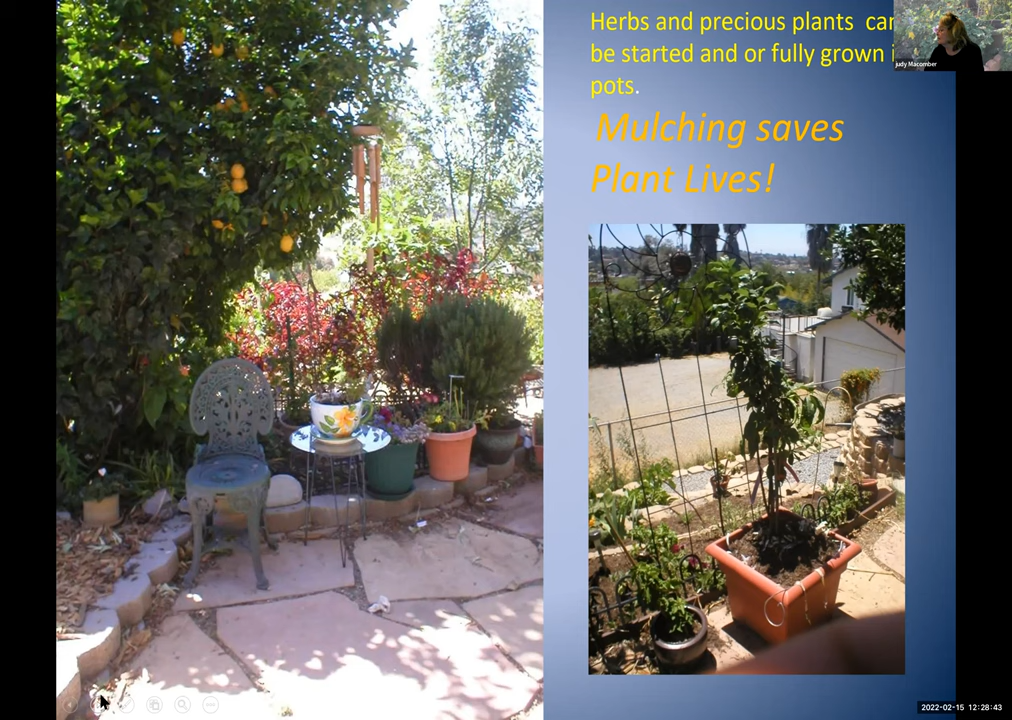 Herbs and precious plants can
be started and or fully grown
pots.
Mulching saves
Plant Lives!
judy Macomber
2022-02-15 12:28:43